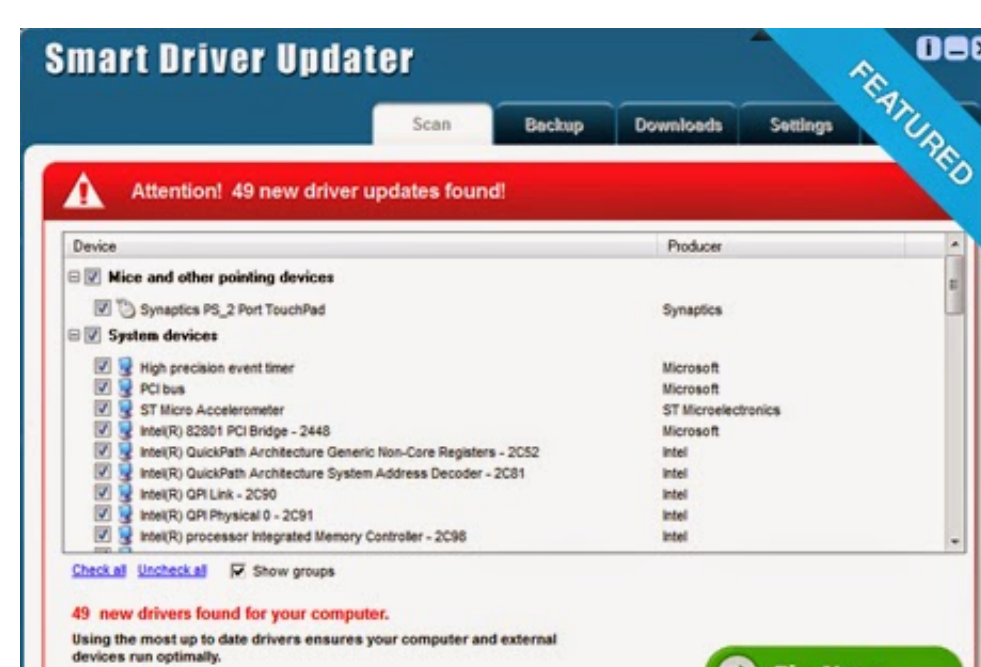 Smart Driver Updater
FEATURED
Scan Backup Downloads Settings
Attention! 49 new driver updates found!
Device Producer
Mice and other pointing devices
Synaptics PS_2 Port TouchPad Synaptics
System devices
High precision event timer Microsoft
PCI bus Microsoft
ST Micro Accelerometer ST Microelectronics
Intel(R) 82801 PCI Bridge - 2448 Microsoft
Intel(R) QuickPath Architecture Generic Non-Core Registers - 2C52 Intel
Intel(R) QuickPath Architecture System Address Decoder - 2C81 Intel
Intel(R) QPI Link - 2C90 Intel
Intel(R) QPI Physical 0 - 2C91 Intel
Intel(R) processor Integrated Memory Controller - 2C98 Intel
Check all Uncheck all Show groups
49 new drivers found for your computer.
Using the most up to date drivers ensures your computer and external
devices run optimally.